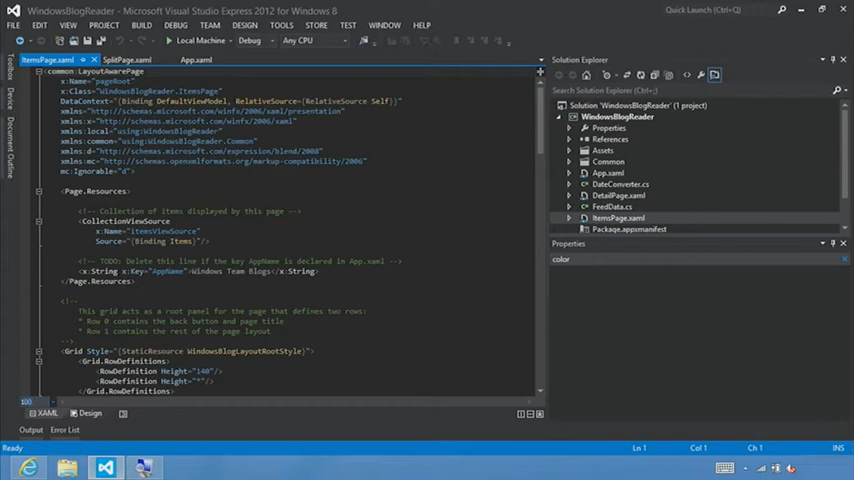 WindowsBlogReader - Microsoft Visual Studio Express 2012 for Windows 8
Quick Launch (Ctrl+Q)
FILE EDIT VIEW PROJECT BUILD DEBUG TEAM TOOLS STORE TEST WINDOW HELP
Local Machine Debug Any CPU
ItemsPage.xaml SplitPage.xaml App.xaml
Toolbox
Device
Document Outline
common:LayoutAwarePage
x:Name="pageRoot"
x:Class="WindowsBlogReader.ItemsPage"
DataContext="{Binding DefaultViewModel, RelativeSource={RelativeSource Self}}"
xmlns="http://schemas.microsoft.com/winfx/2006/xaml/presentation"
xmlns:x="http://schemas.microsoft.com/winfx/2006/xaml"
xmlns:local="using:WindowsBlogReader"
xmlns:common="using:WindowsBlogReader.Common"
xmlns:d="http://schemas.microsoft.com/expression/blend/2008"
xmlns:mc="http://schemas.openxmlformats.org/markup-compatibility/2006"
mc:Ignorable="d">
<Page.Resources>
<!-- Collection of items displayed by this page -->
<CollectionViewSource
x:Name="itemsViewSource"
Source="{Binding Items}"/>
<!-- TODO: Delete this line if the key AppName is declared in App.xaml -->
<x:String x:Key="AppName">Windows Team Blogs</x:String>
</Page.Resources>
<!--
This grid acts as a root panel for the page that defines two rows:
* Row 0 contains the back button and page title
* Row 1 contains the rest of the page layout
-->
<Grid Style="{StaticResource WindowsBlogLayoutRootStyle}">
<Grid.RowDefinitions>
<RowDefinition Height="140"/>
<RowDefinition Height="*"/>
</Grid.RowDefinitions>
100
XAML Design
Output Error List
Solution Explorer
Search Solution Explorer (Ctrl+;)
Solution 'WindowsBlogReader' (1 project)
WindowsBlogReader
Properties
References
Assets
Common
App.xaml
DateConverter.cs
DetailPage.xaml
FeedData.cs
ItemsPage.xaml
Package.appxmanifest
Properties
color
Ready Ln 1 Col 1 Ch 1 INS